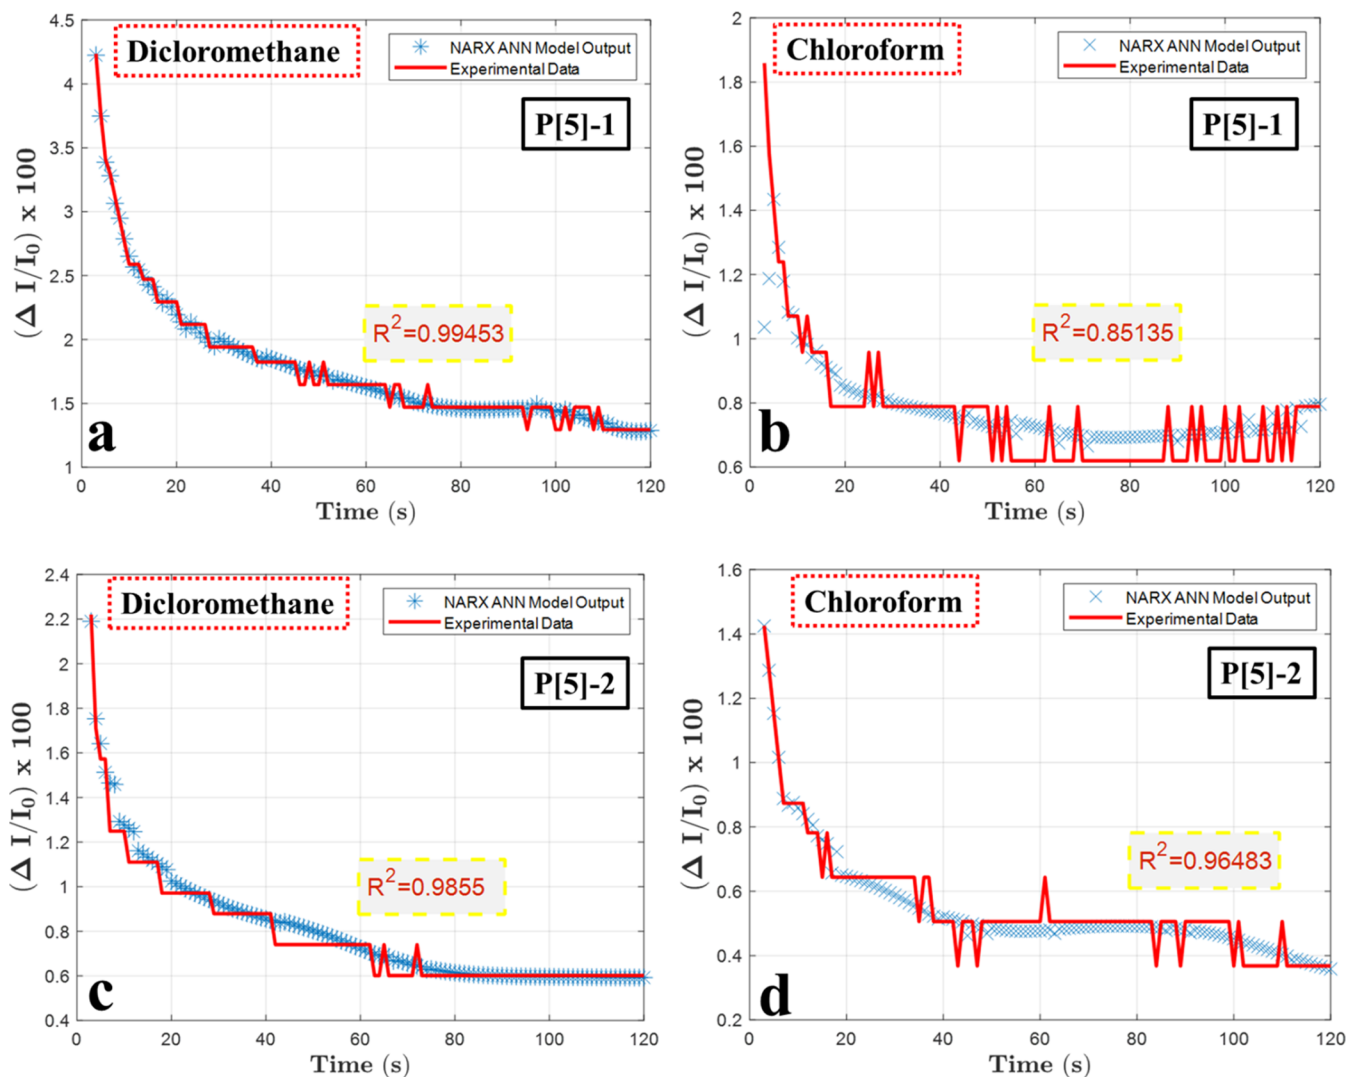 4.5
4
3.5
3
2.5
2
1.5
1
0
20
40
60
80
100
120
(Δ I/I0) x 100
Time (s)
Dicloromethane
NARX ANN Model Output
Experimental Data
P[5]-1
R2=0.99453
a
2
1.8
1.6
1.4
1.2
1
0.8
0.6
0
20
40
60
80
100
120
(Δ I/I0) x 100
Time (s)
Chloroform
NARX ANN Model Output
Experimental Data
P[5]-1
R2=0.85135
b
2.4
2.2
2
1.8
1.6
1.4
1.2
1
0.8
0.6
0.4
0
20
40
60
80
100
120
(Δ I/I0) x 100
Time (s)
Dicloromethane
NARX ANN Model Output
Experimental Data
P[5]-2
R2=0.9855
c
1.6
1.4
1.2
1
0.8
0.6
0.4
0.2
0
20
40
60
80
100
120
(Δ I/I0) x 100
Time (s)
Chloroform
NARX ANN Model Output
Experimental Data
P[5]-2
R2=0.96483
d